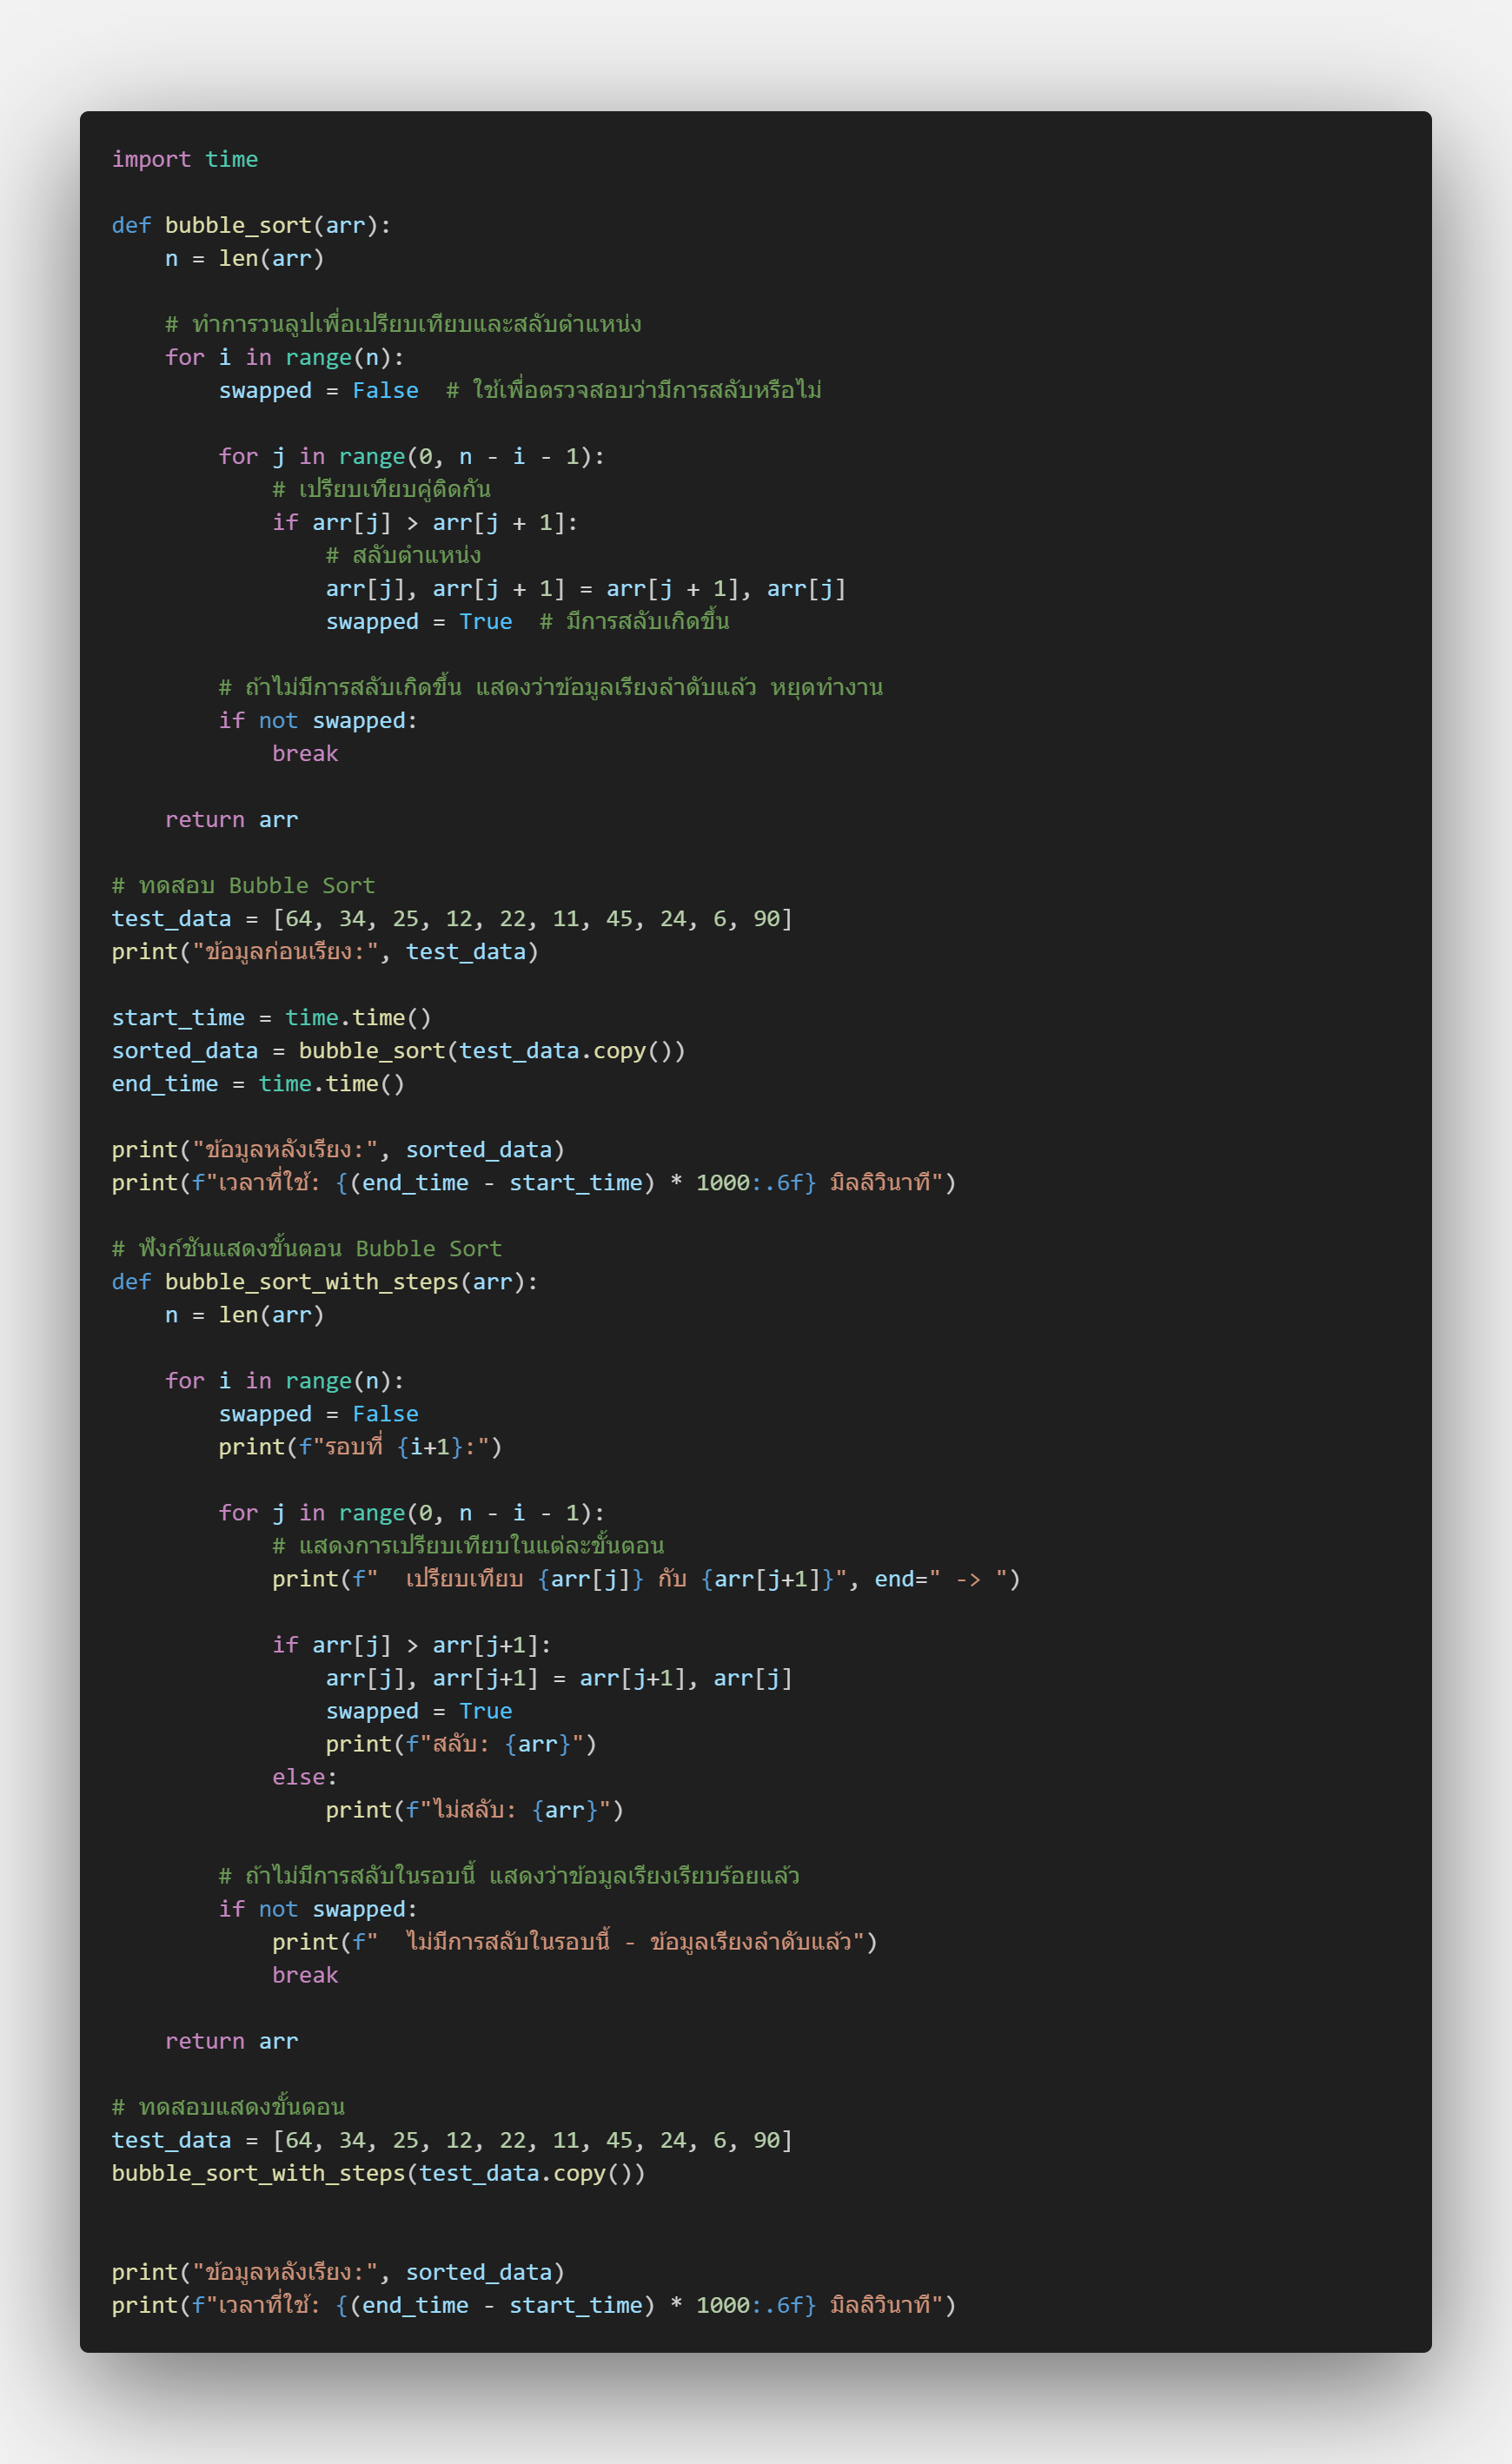 import time

def bubble_sort(arr):
    n = len(arr)

    # ทำการวนลูปเพื่อเปรียบเทียบและสลับตำแหน่ง
    for i in range(n):
        swapped = False  # ใช้เพื่อตรวจสอบว่ามีการสลับหรือไม่

        for j in range(0, n - i - 1):
            # เปรียบเทียบคู่ติดกัน
            if arr[j] > arr[j + 1]:
                # สลับตำแหน่ง
                arr[j], arr[j + 1] = arr[j + 1], arr[j]
                swapped = True  # มีการสลับเกิดขึ้น

        # ถ้าไม่มีการสลับเกิดขึ้น แสดงว่าข้อมูลเรียงลำดับแล้ว หยุดทำงาน
        if not swapped:
            break

    return arr

# ทดสอบ Bubble Sort
test_data = [64, 34, 25, 12, 22, 11, 45, 24, 6, 90]
print("ข้อมูลก่อนเรียง:", test_data)

start_time = time.time()
sorted_data = bubble_sort(test_data.copy())
end_time = time.time()

print("ข้อมูลหลังเรียง:", sorted_data)
print(f"เวลาที่ใช้: {(end_time - start_time) * 1000:.6f} มิลลิวินาที")

# ฟังก์ชันแสดงขั้นตอน Bubble Sort
def bubble_sort_with_steps(arr):
    n = len(arr)

    for i in range(n):
        swapped = False
        print(f"รอบที่ {i+1}:")

        for j in range(0, n - i - 1):
            # แสดงการเปรียบเทียบในแต่ละขั้นตอน
            print(f"  เปรียบเทียบ {arr[j]} กับ {arr[j+1]}", end=" -> ")

            if arr[j] > arr[j+1]:
                arr[j], arr[j+1] = arr[j+1], arr[j]
                swapped = True
                print(f"สลับ: {arr}")
            else:
                print(f"ไม่สลับ: {arr}")

        # ถ้าไม่มีการสลับในรอบนี้ แสดงว่าข้อมูลเรียงเรียบร้อยแล้ว
        if not swapped:
            print(f"  ไม่มีการสลับในรอบนี้ - ข้อมูลเรียงลำดับแล้ว")
            break

    return arr

# ทดสอบแสดงขั้นตอน
test_data = [64, 34, 25, 12, 22, 11, 45, 24, 6, 90]
bubble_sort_with_steps(test_data.copy())


print("ข้อมูลหลังเรียง:", sorted_data)
print(f"เวลาที่ใช้: {(end_time - start_time) * 1000:.6f} มิลลิวินาที")